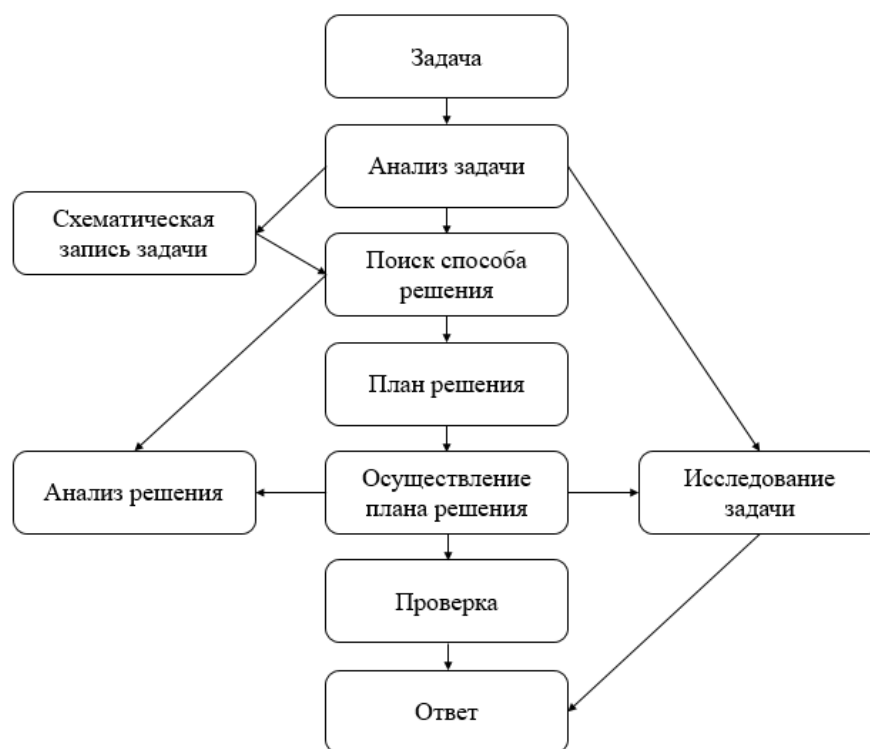 Задача
Анализ задачи
Схематическая
запись задачи
Поиск способа
решения
План решения
Анализ решения
Осуществление
плана решения
Исследование
задачи
Проверка
Ответ